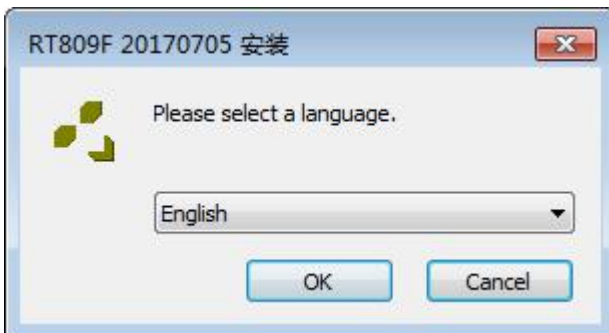 RT809F 20170705 安装
Please select a language.
English
OK
Cancel